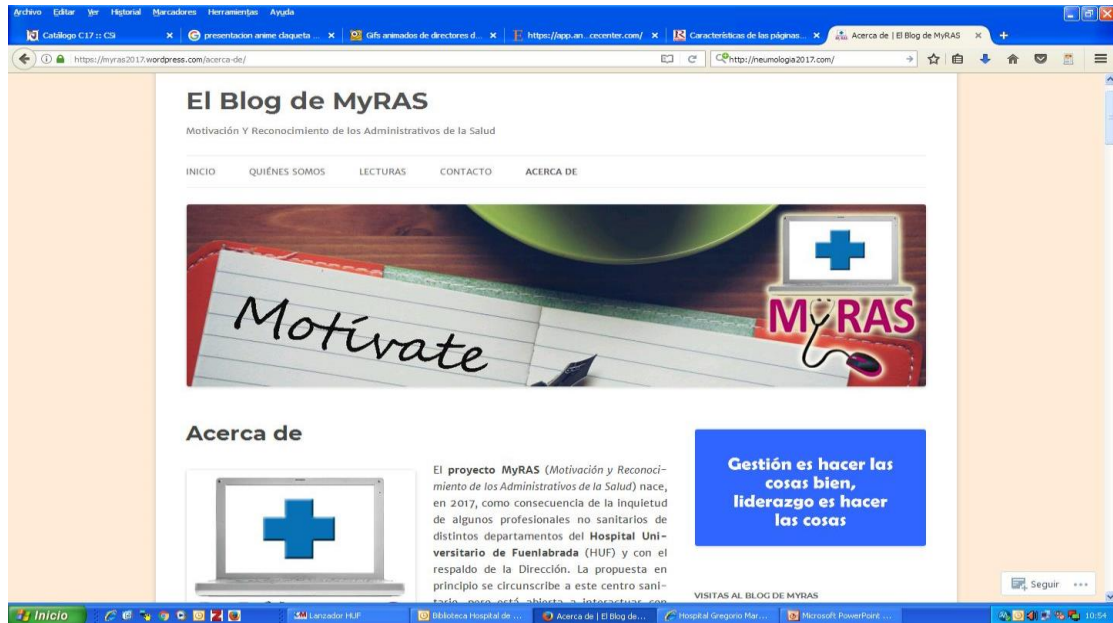 Archivo Editar Ver Historial Marcadores Herramientas Ayuda
Catálogo C17 :: CSi
presentacion anime daqueta ...
Gifs animados de directores d...
https://app.an...cecenter.com/
Características de las páginas...
Acerca de | El Blog de MyRAS
https://myras2017.wordpress.com/acerca-de/
http://neumologia2017.com/
El Blog de MyRAS
Motivación Y Reconocimiento de los Administrativos de la Salud
INICIO QUIÉNES SOMOS LECTURAS CONTACTO ACERCA DE
Motívate
MyRAS
Acerca de
El proyecto MyRAS (Motivación y Reconoci-
miento de los Administrativos de la Salud) nace,
en 2017, como consecuencia de la inquietud
de algunos profesionales no sanitarios de
distintos departamentos del Hospital Uni-
versitario de Fuenlabrada (HUF) y con el
respaldo de la Dirección. La propuesta en
principio se circunscribe a este centro sani-
tario, pero está abierta a interactuar con
Gestión es hacer las
cosas bien,
liderazgo es hacer
las cosas
VISITAS AL BLOG DE MYRAS
Seguir
Inicio
Lanzador HUF
Biblioteca Hospital de ...
Acerca de | El Blog de...
Hospital Gregorio Mar...
Microsoft PowerPoint ...
10:54